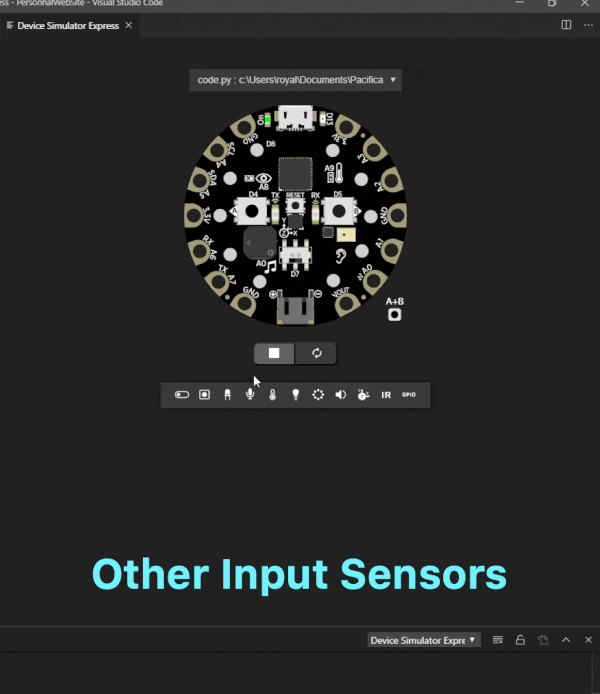 ess - PersonnalWebSite - Visual Studio Code
Device Simulator Express
code.py : c:\Users\royal\Documents\Pacifica
On
D13
GND
3.3V
D8
SCL
A4
A3
SDA
A5
A8
A9
A2
D4
TX
RESET
RX
D5
3.3V
A
B
GND
Y
Z
X
RX
A6
A1
A0
D7
TX
A7
A0
GND
VOUT
A+B
IR
GPIO
Other Input Sensors
Device Simulator Expre